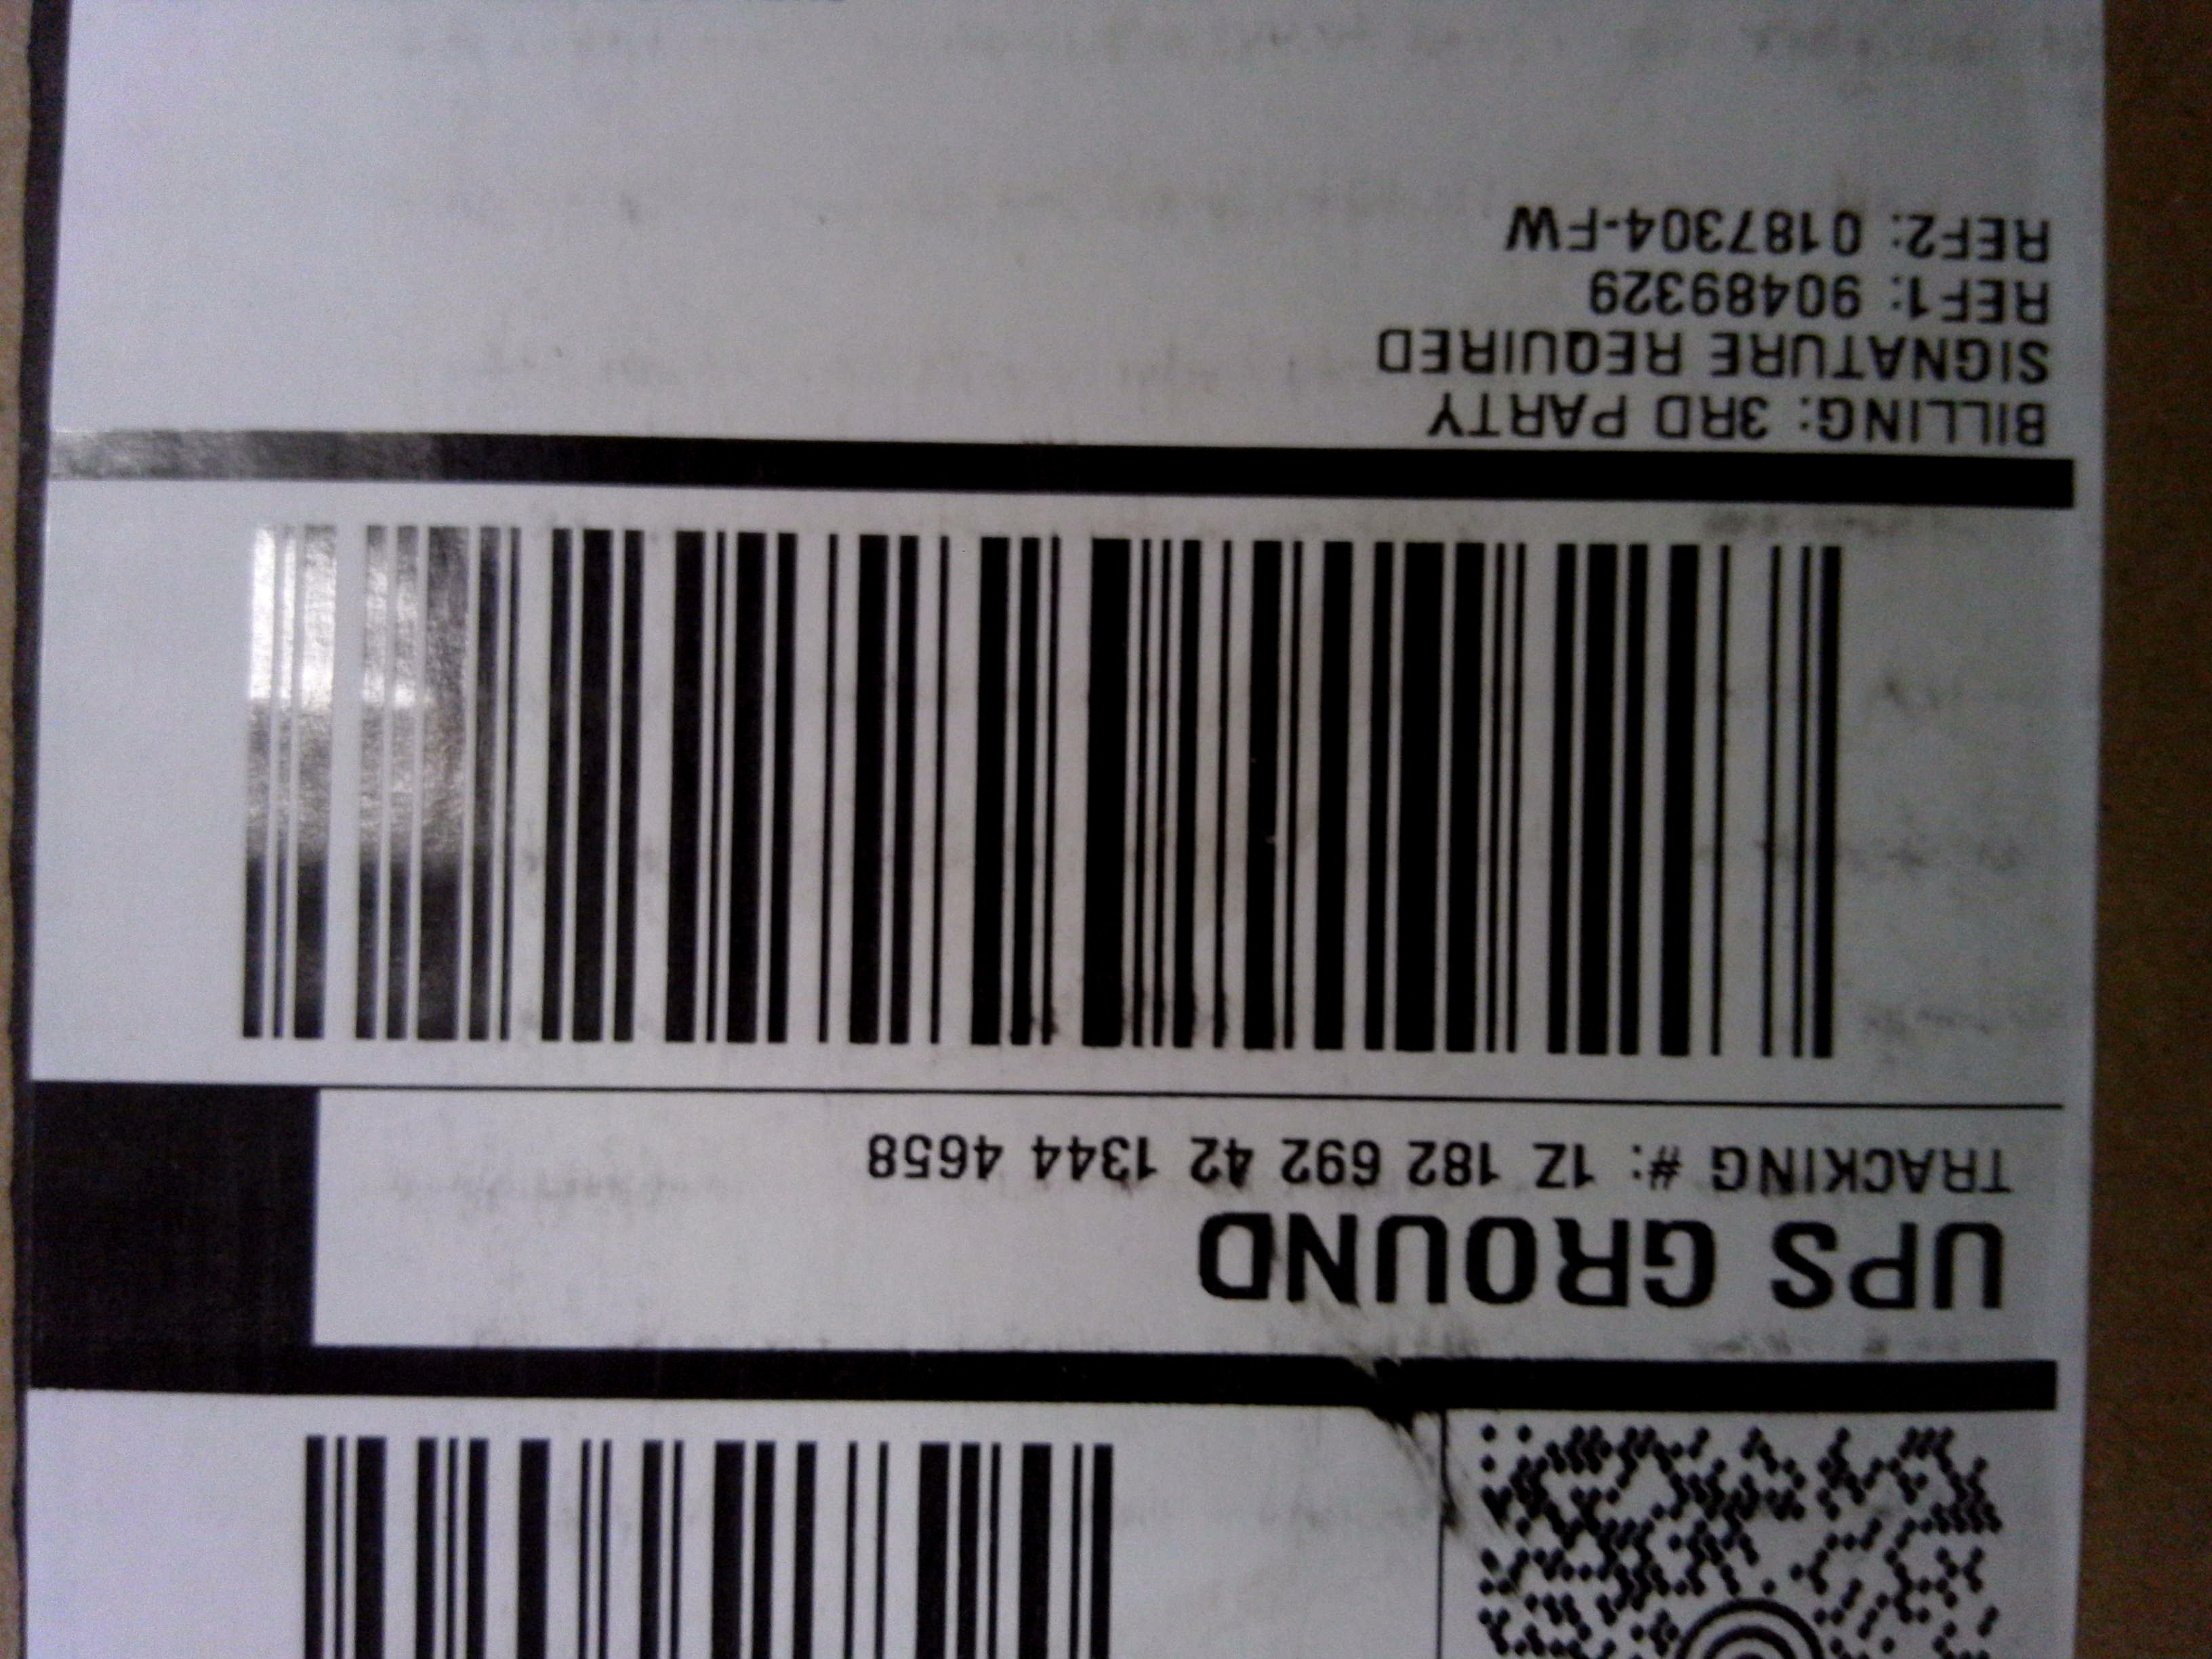 UPS GROUND
TRACKING #: 1Z 182 692 42 1344 4658
BILLING: 3RD PARTY
SIGNATURE REQUIRED
REF1: 90489329
REF2: 0187304-FW